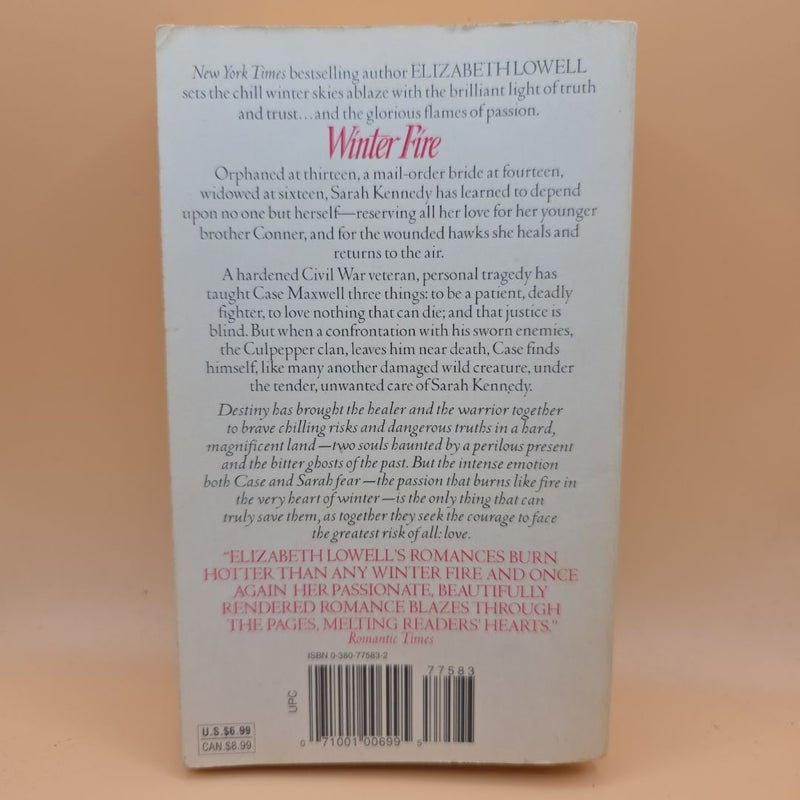 New York Times bestselling author ELIZABETH LOWELL
sets the chill winter skies ablaze with the brilliant light of truth
and trust...and the glorious flames of passion.
Winter Fire
Orphaned at thirteen, a mail-order bride at fourteen,
widowed at sixteen, Sarah Kennedy has learned to depend
upon no one but herself—reserving all her love for her younger
brother Conner, and for the wounded hawks she heals and
returns to the air.
A hardened Civil War veteran, personal tragedy has
taught Case Maxwell three things: to be a patient, deadly
fighter, to love nothing that can die; and that justice is
blind. But when a confrontation with his sworn enemies,
the Culpepper clan, leaves him near death, Case finds
himself, like many another damaged wild creature, under
the tender, unwanted care of Sarah Kennedy.
Destiny has brought the healer and the warrior together
to brave chilling risks and dangerous truths in a hard,
magnificent land—two souls haunted by a perilous present
and the bitter ghosts of the past. But the intense emotion
both Case and Sarah fear—the passion that burns like fire in
the very heart of winter—is the only thing that can
truly save them, as together they seek the courage to face
the greatest risk of all: love.
"ELIZABETH LOWELL'S ROMANCES BURN
HOTTER THAN ANY WINTER FIRE AND ONCE
AGAIN HER PASSIONATE, BEAUTIFULLY
RENDERED ROMANCE BLAZES THROUGH
THE PAGES, MELTING READERS' HEARTS."
Romantic Times
ISBN 0-380-77583-2
77583
UPC
U.S.$6.99
CAN.$8.99
0 71001 00699 5